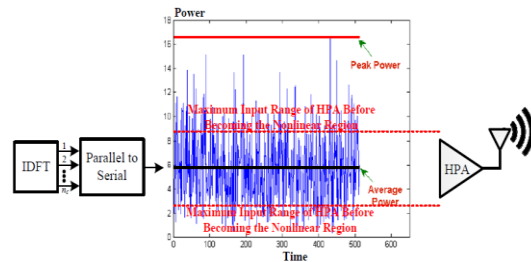 Power
18
16
14
12
10
8
6
4
2
0
Peak Power
Maximum Input Range of HPA Before
Becoming the Nonlinear Region
IDFT
1
2
n_c
Parallel to
Serial
Average
Power
HPA
Maximum Input Range of HPA Before
Becoming the Nonlinear Region
0 100 200 300 400 500 600
Time